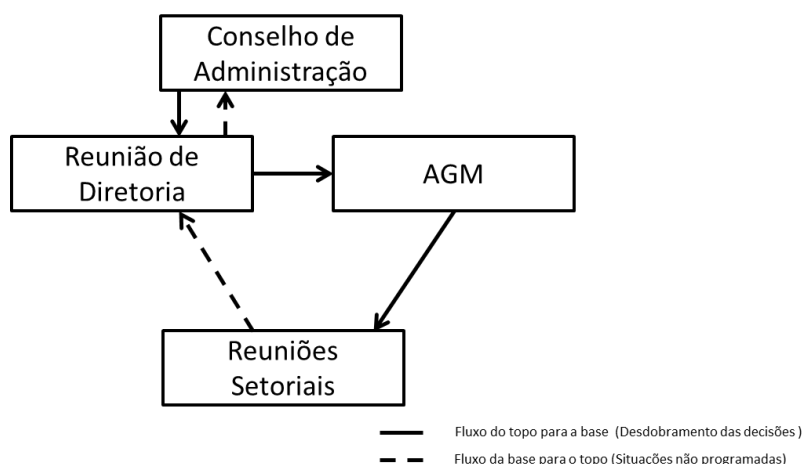 Conselho de
Administração
Reunião de
Diretoria
AGM
Reuniões
Setoriais
Fluxo do topo para a base (Desdobramento das decisões )
Fluxo da base para o topo (Situações não programadas)